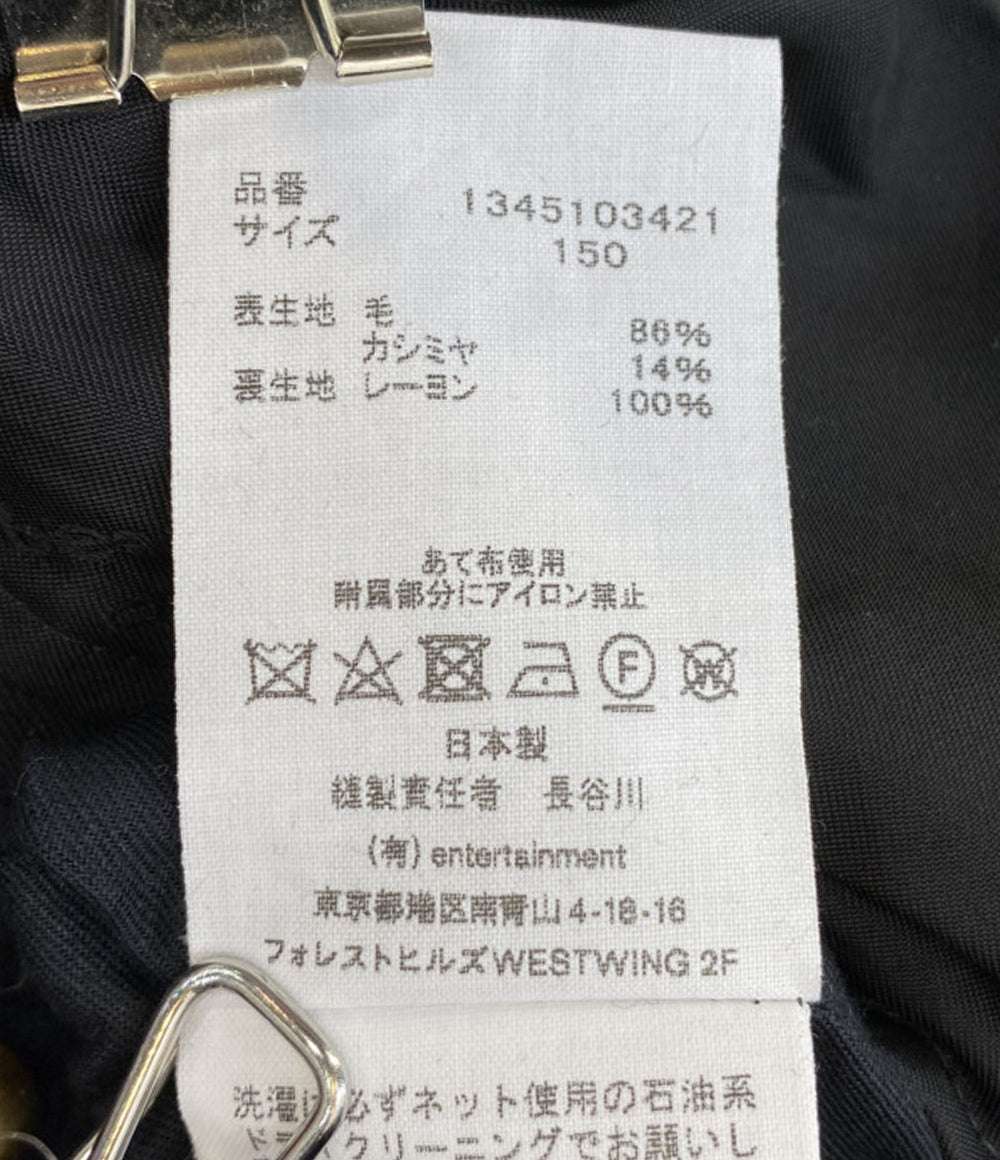 品番 1345103421
サイズ 150
表生地 毛 86%
カシミヤ 14%
裏生地 レーヨン 100%
あて布使用
附属部分にアイロン禁止
F W
日本製
縫製責任者 長谷川
(有) entertainment
東京都港区南青山4-18-16
フォレストヒルズWESTWING 2F
洗濯は必ずネット使用の石油系
クリーニングでお願いし